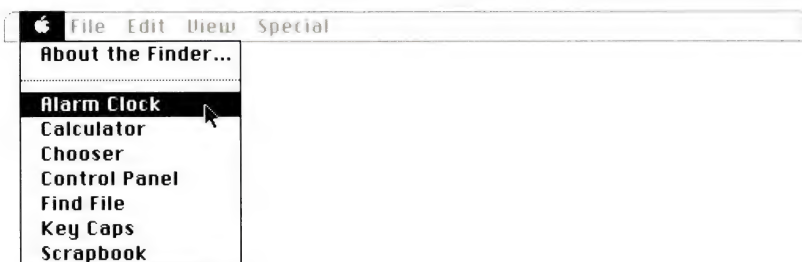 File Edit View Special
About the Finder...
Alarm Clock
Calculator
Chooser
Control Panel
Find File
Key Caps
Scrapbook